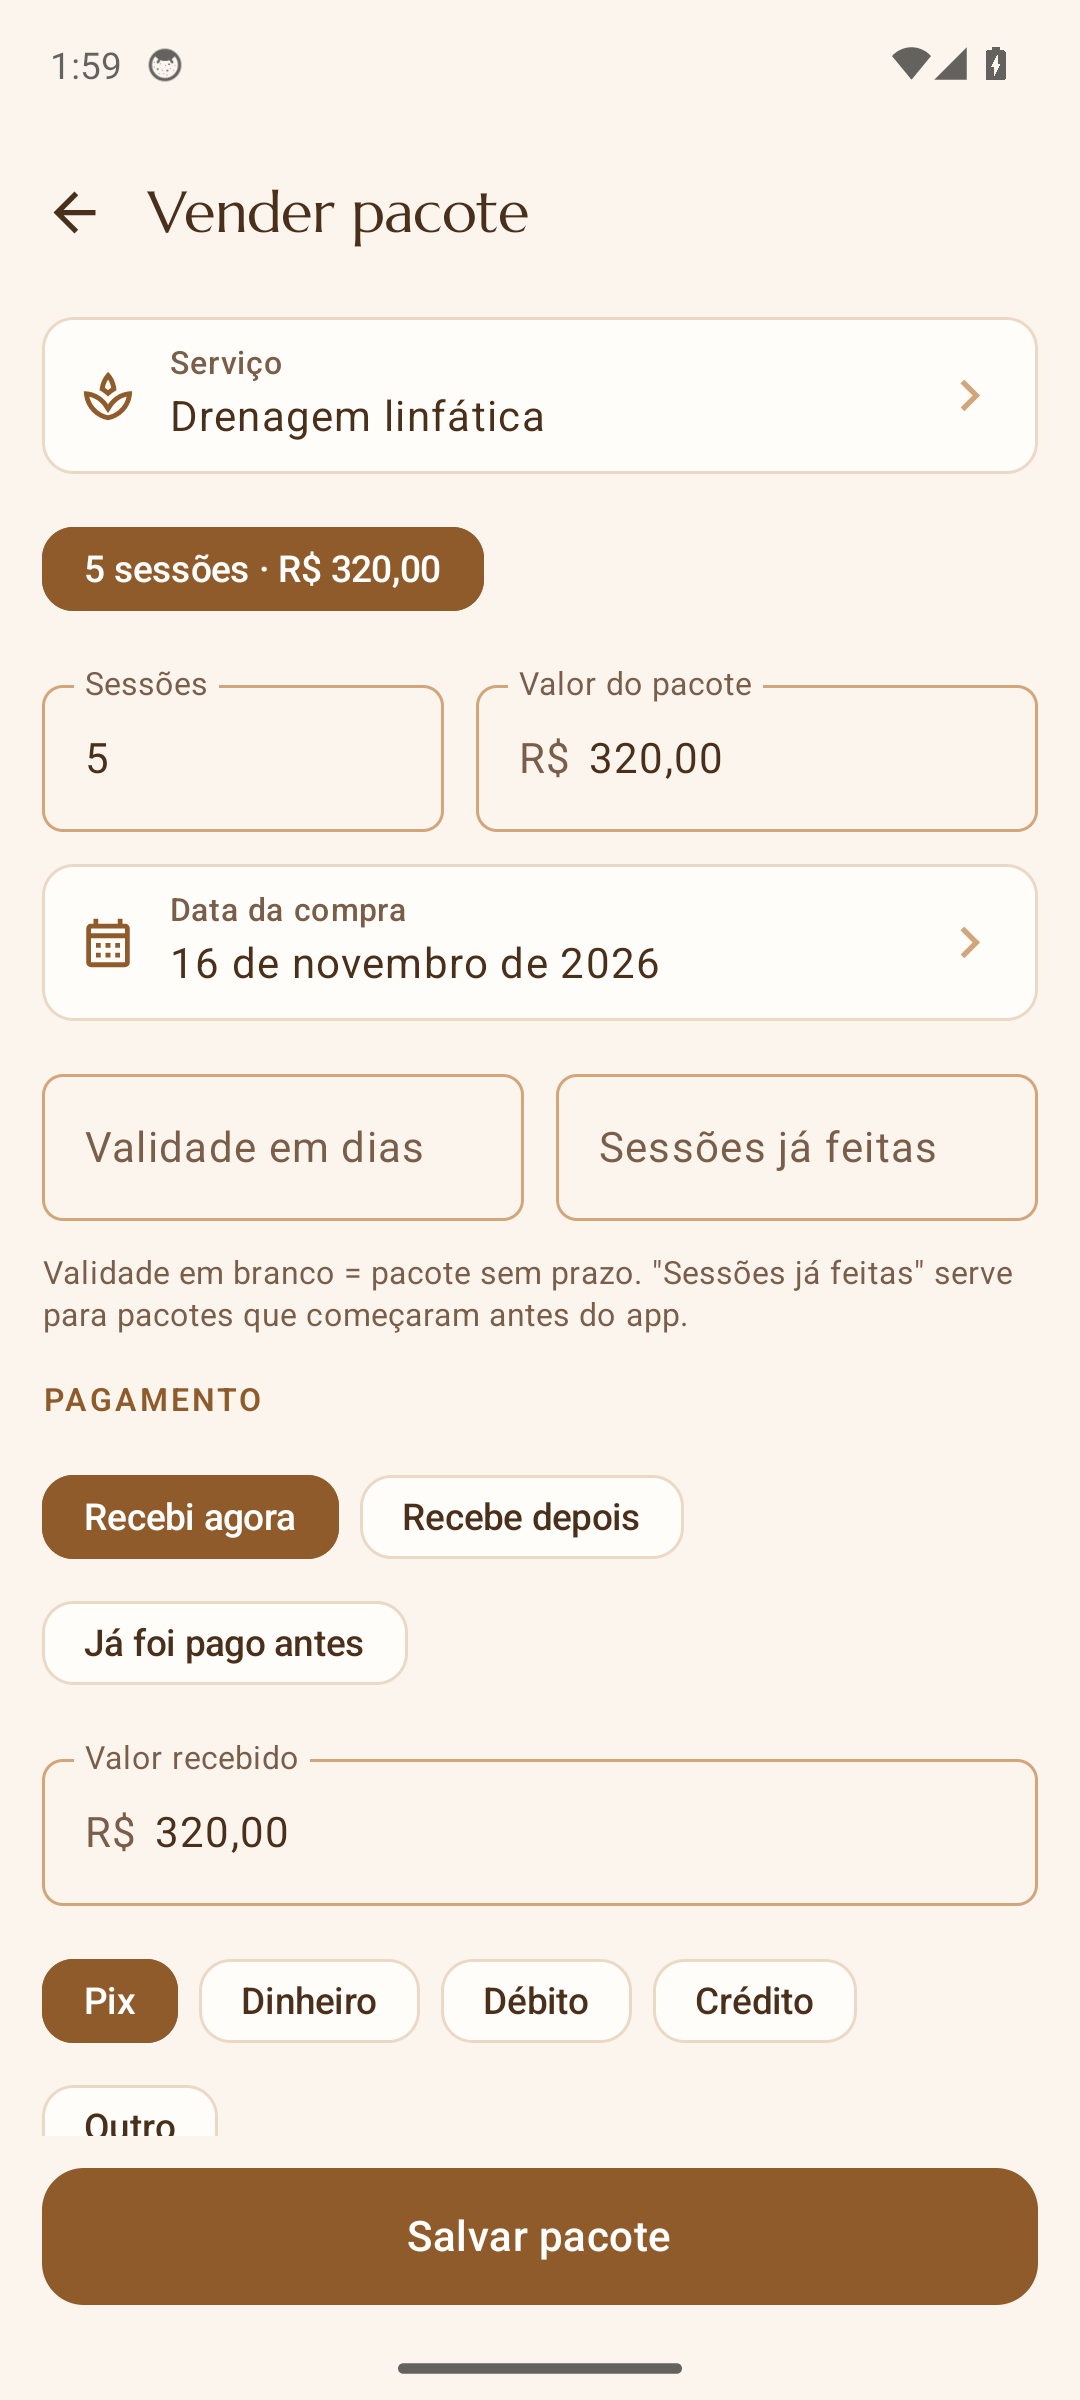 1:59
Vender pacote
Serviço
Drenagem linfática
5 sessões · R$ 320,00
Sessões
5
Valor do pacote
R$ 320,00
Data da compra
16 de novembro de 2026
Validade em dias
Sessões já feitas
Validade em branco = pacote sem prazo. "Sessões já feitas" serve
para pacotes que começaram antes do app.
PAGAMENTO
Recebi agora
Recebe depois
Já foi pago antes
Valor recebido
R$ 320,00
Pix
Dinheiro
Débito
Crédito
Outro
Salvar pacote